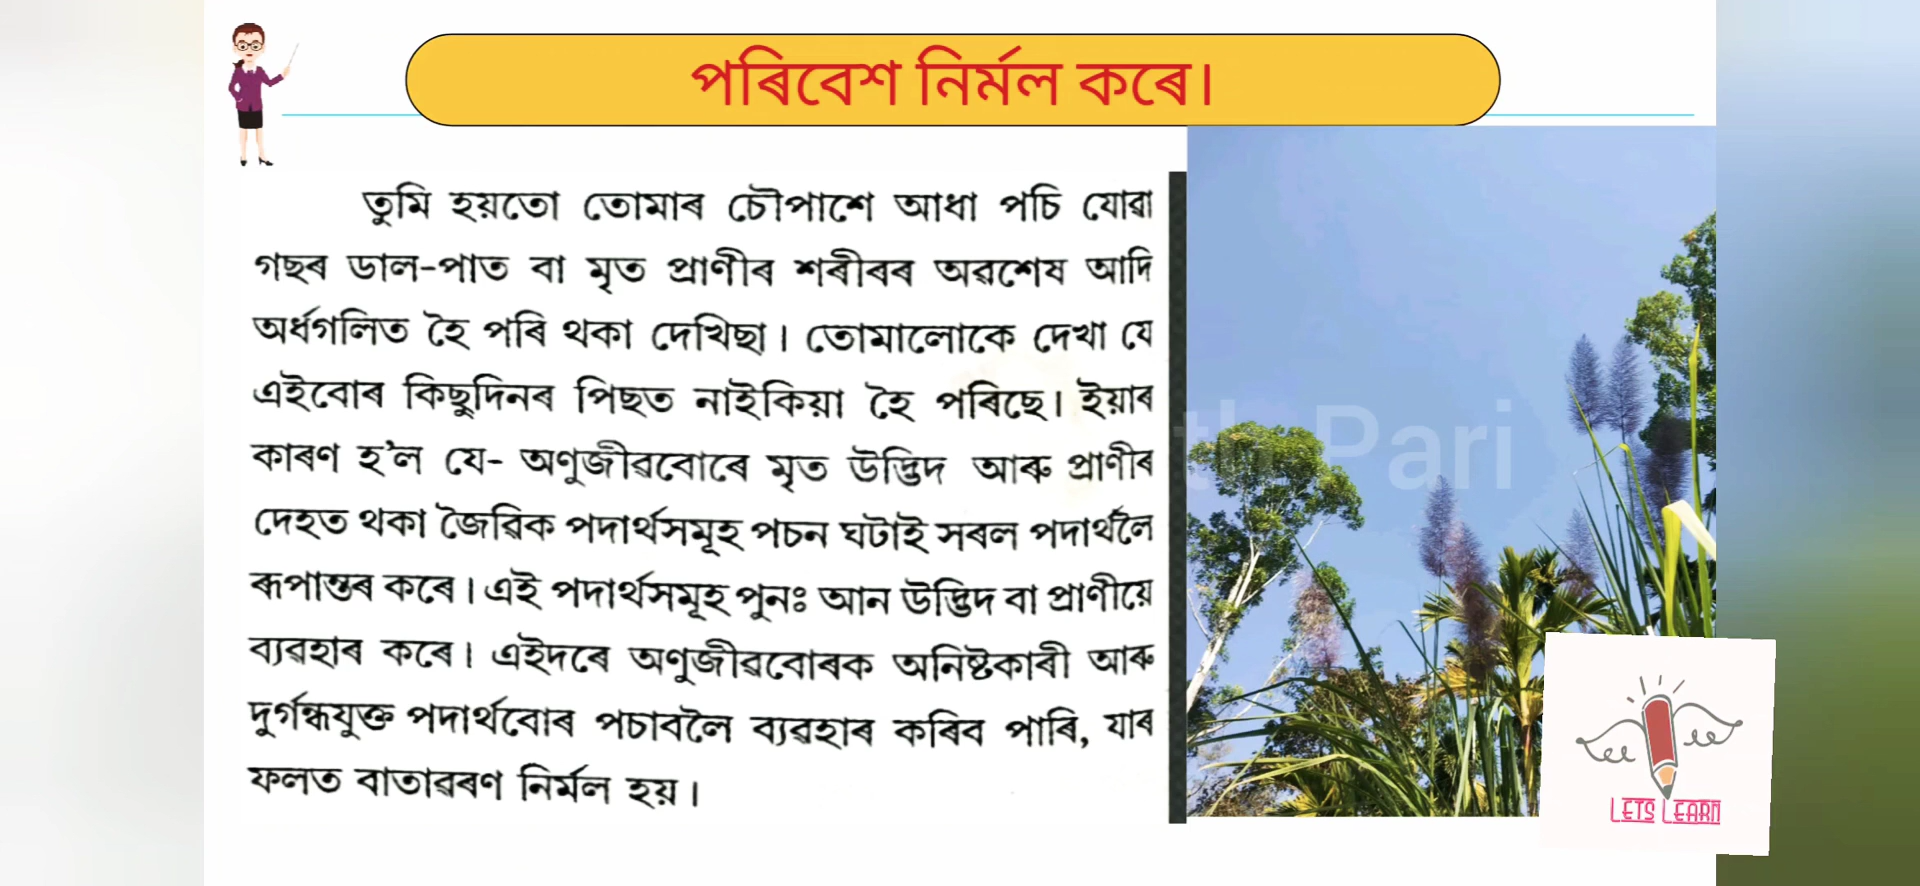 পৰিবেশ নিৰ্মল কৰে।
তুমি হয়তো তোমাৰ চৌপাশে আধা পচি যোৱা
গছৰ ডাল-পাত বা মৃত প্ৰাণীৰ শৰীৰৰ অৱশেষ আদি
অৰ্ধগলিত হৈ পৰি থকা দেখিছা। তোমালোকে দেখা যে
এইবোৰ কিছুদিনৰ পিছত নাইকিয়া হৈ পৰিছে। ইয়াৰ
কাৰণ হ’ল যে- অণুজীৱবোৰে মৃত উদ্ভিদ আৰু প্ৰাণীৰ
দেহত থকা জৈৱিক পদাৰ্থসমূহ পচন ঘটাই সৰল পদাৰ্থলৈ
ৰূপান্তৰ কৰে। এই পদাৰ্থসমূহ পুনঃ আন উদ্ভিদ বা প্ৰাণীয়ে
ব্যৱহাৰ কৰে। এইদৰে অণুজীৱবোৰক অনিষ্টকাৰী আৰু
দুৰ্গন্ধযুক্ত পদাৰ্থবোৰ পচাবলৈ ব্যৱহাৰ কৰিব পাৰি, যাৰ
ফলত বাতাৱৰণ নিৰ্মল হয়।
th Pari
LETS LEARN